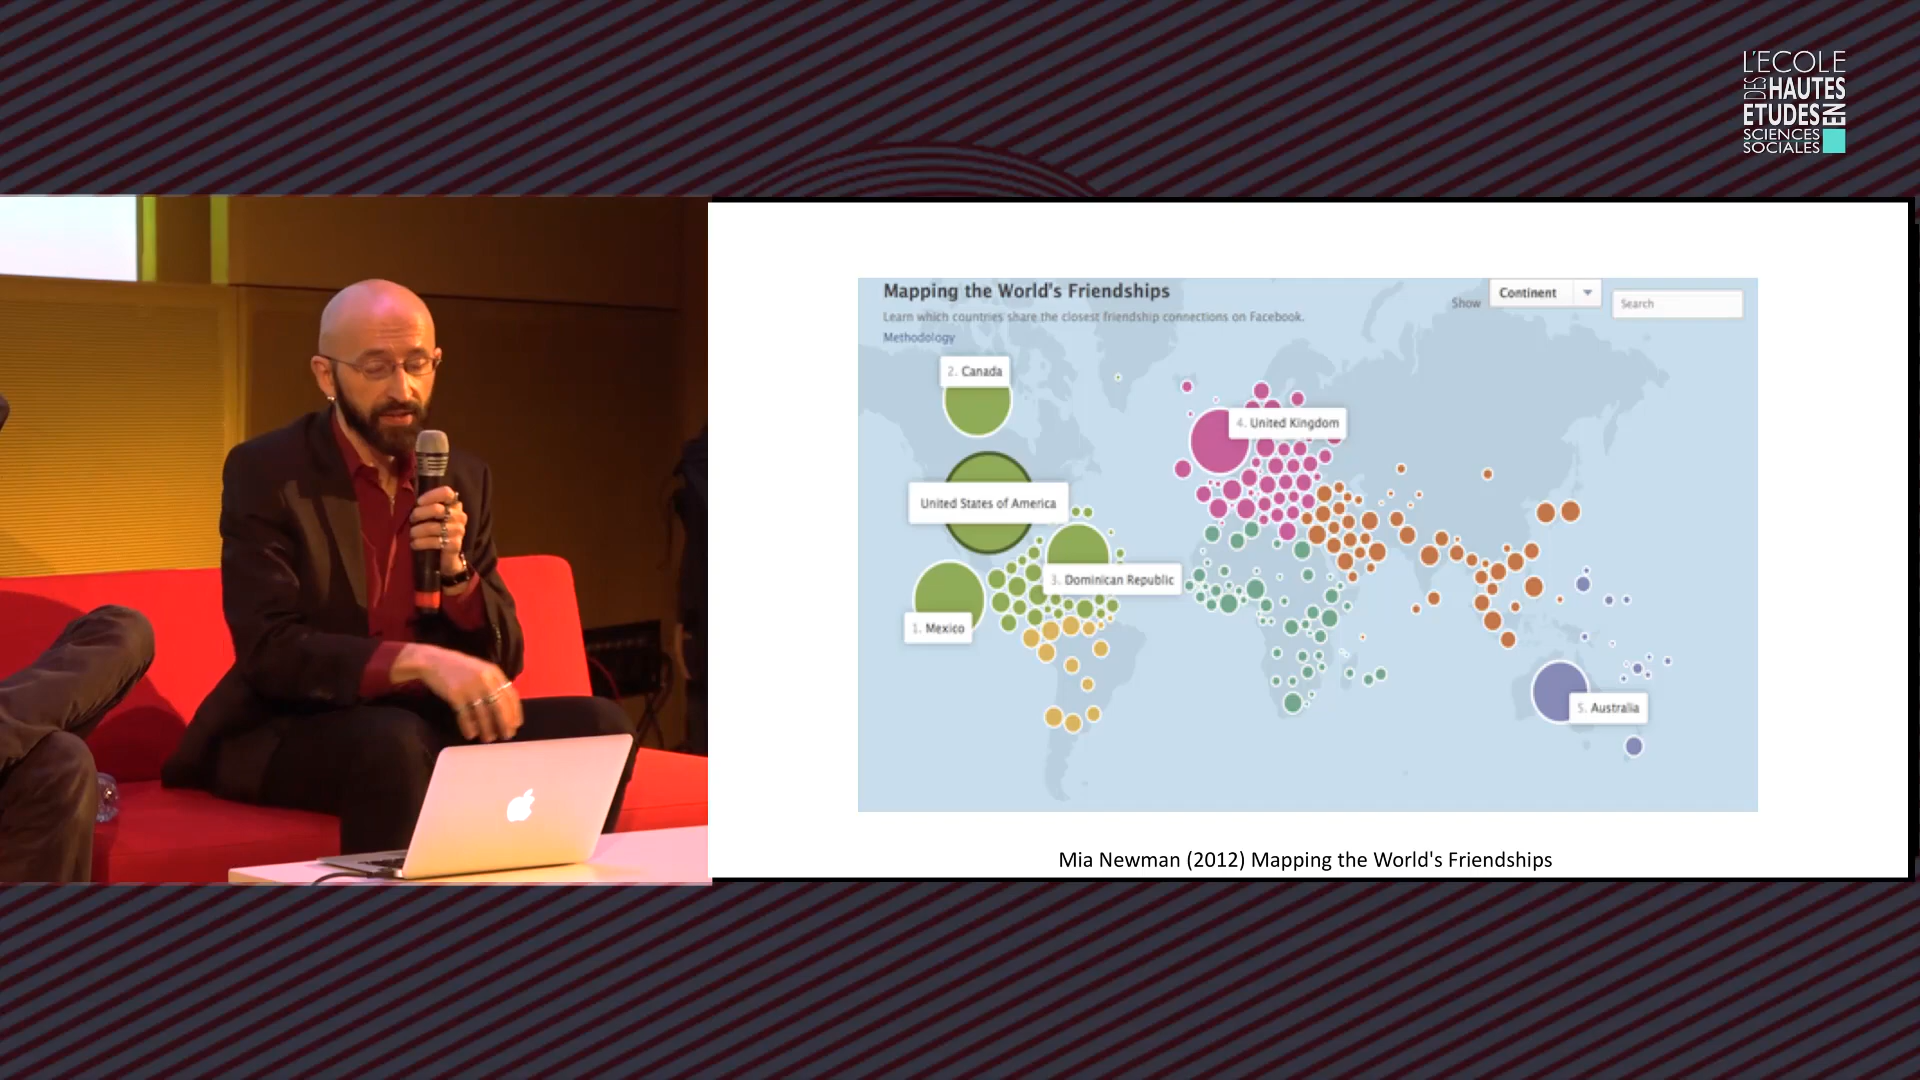 L'ECOLE
DES HAUTES
ETUDES EN
SCIENCES
SOCIALES
Mapping the World's Friendships
Learn which countries share the closest friendship connections on Facebook.
Methodology
Show
Continent
Search
2. Canada
4. United Kingdom
United States of America
3. Dominican Republic
1. Mexico
5. Australia
Mia Newman (2012) Mapping the World's Friendships